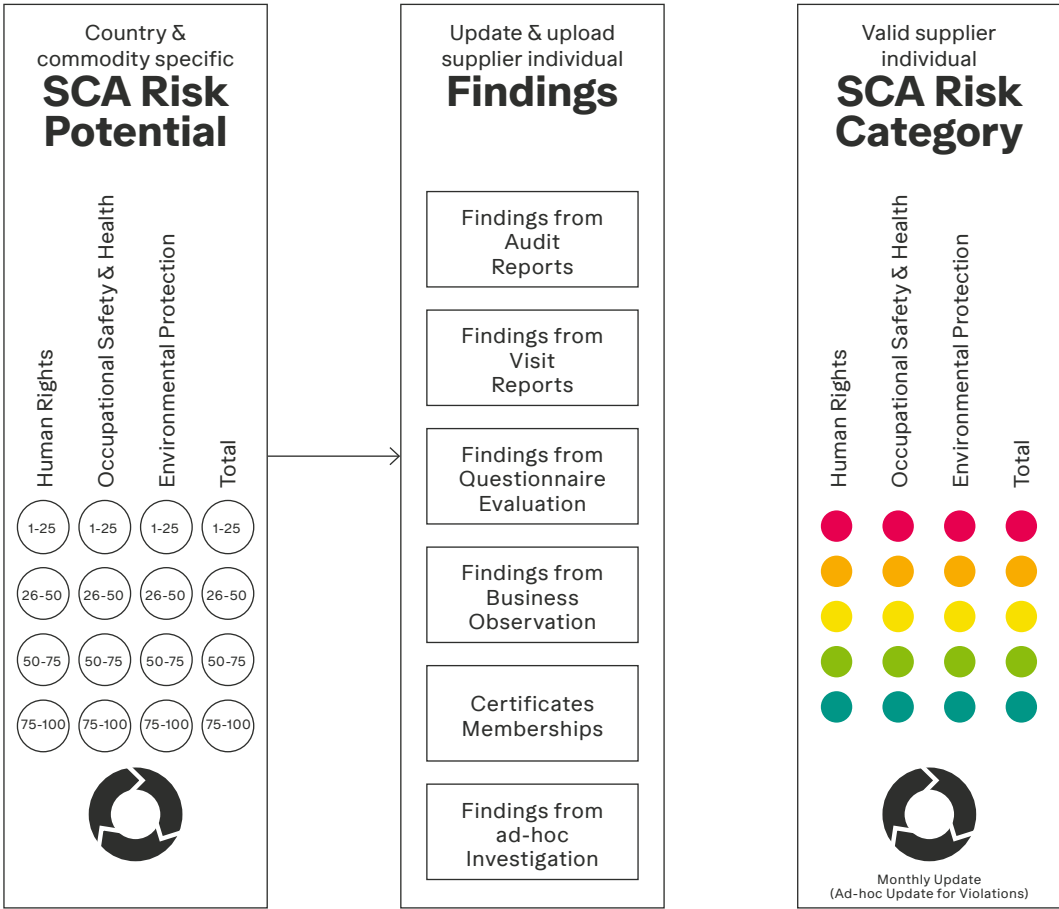 Country &
commodity specific
SCA Risk
Potential
Human Rights
Occupational Safety & Health
Environmental Protection
Total
1-25 1-25 1-25 1-25
26-50 26-50 26-50 26-50
50-75 50-75 50-75 50-75
75-100 75-100 75-100 75-100
Update & upload
supplier individual
Findings
Findings from
Audit
Reports
Findings from
Visit
Reports
Findings from
Questionnaire
Evaluation
Findings from
Business
Observation
Certificates
Memberships
Findings from
ad-hoc
Investigation
Valid supplier
individual
SCA Risk
Category
Human Rights
Occupational Safety & Health
Environmental Protection
Total
Monthly Update
(Ad-hoc Update for Violations)